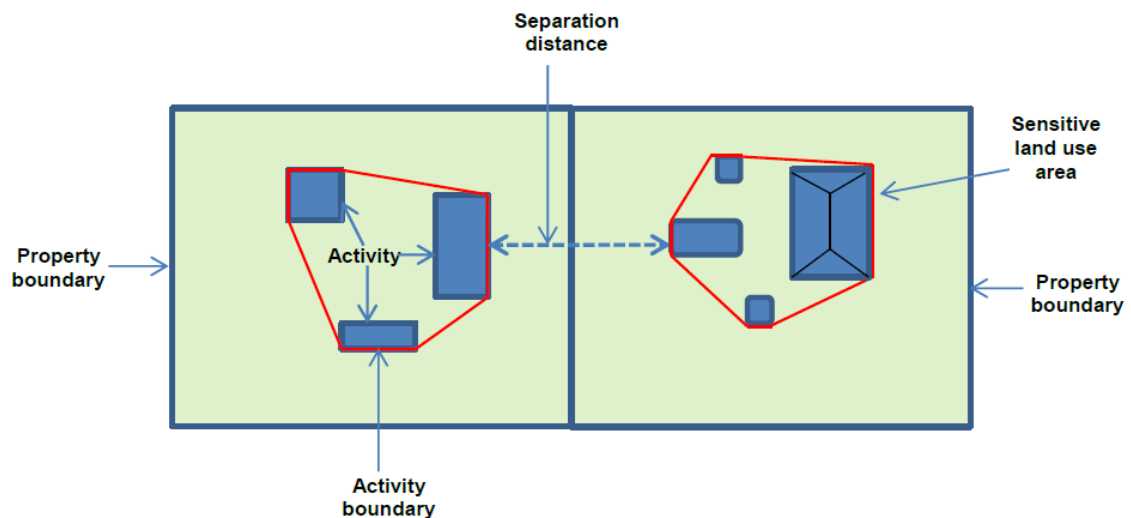 Separation
distance
Sensitive
land use
area
Property
boundary
Activity
Property
boundary
Activity
boundary